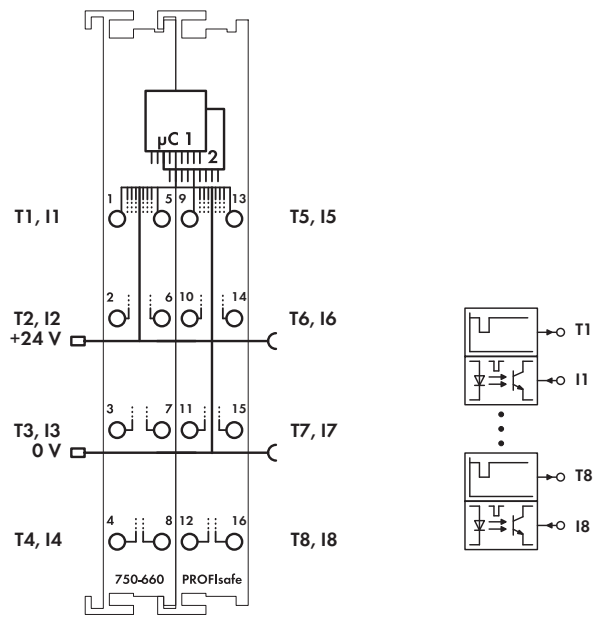 µC 1
2
1 5 9 13
T1, I1 T5, I5
2 6 10 14
T2, I2 T6, I6
+24 V
T1
I1
3 7 11 15
T3, I3 T7, I7
0 V
T8
4 8 12 16
I8
T4, I4 T8, I8
750-660 PROFIsafe